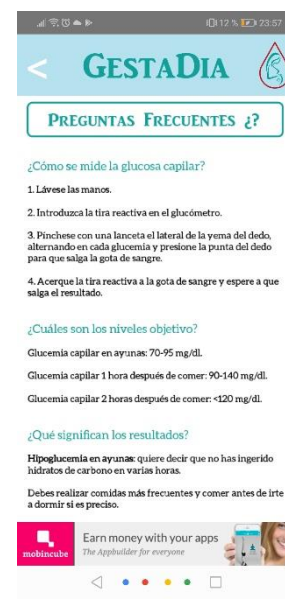 12 % 23:57
GESTADIA
PREGUNTAS FRECUENTES ¿?
¿Cómo se mide la glucosa capilar?
1. Lávese las manos.
2. Introduzca la tira reactiva en el glucómetro.
3. Pínchese con una lanceta el lateral de la yema del dedo,
alternando en cada glucemia y presione la punta del dedo
para que salga la gota de sangre.
4. Acerque la tira reactiva a la gota de sangre y espere a que
salga el resultado.
¿Cuáles son los niveles objetivo?
Glucemia capilar en ayunas: 70-95 mg/dl.
Glucemia capilar 1 hora después de comer: 90-140 mg/dl.
Glucemia capilar 2 horas después de comer: <120 mg/dl.
¿Qué significan los resultados?
Hipoglucemia en ayunas: quiere decir que no has ingerido
hidratos de carbono en varias horas.
Debes realizar comidas más frecuentes y comer antes de irte
a dormir si es preciso.
mobincube
Earn money with your apps
The Appbuilder for everyone